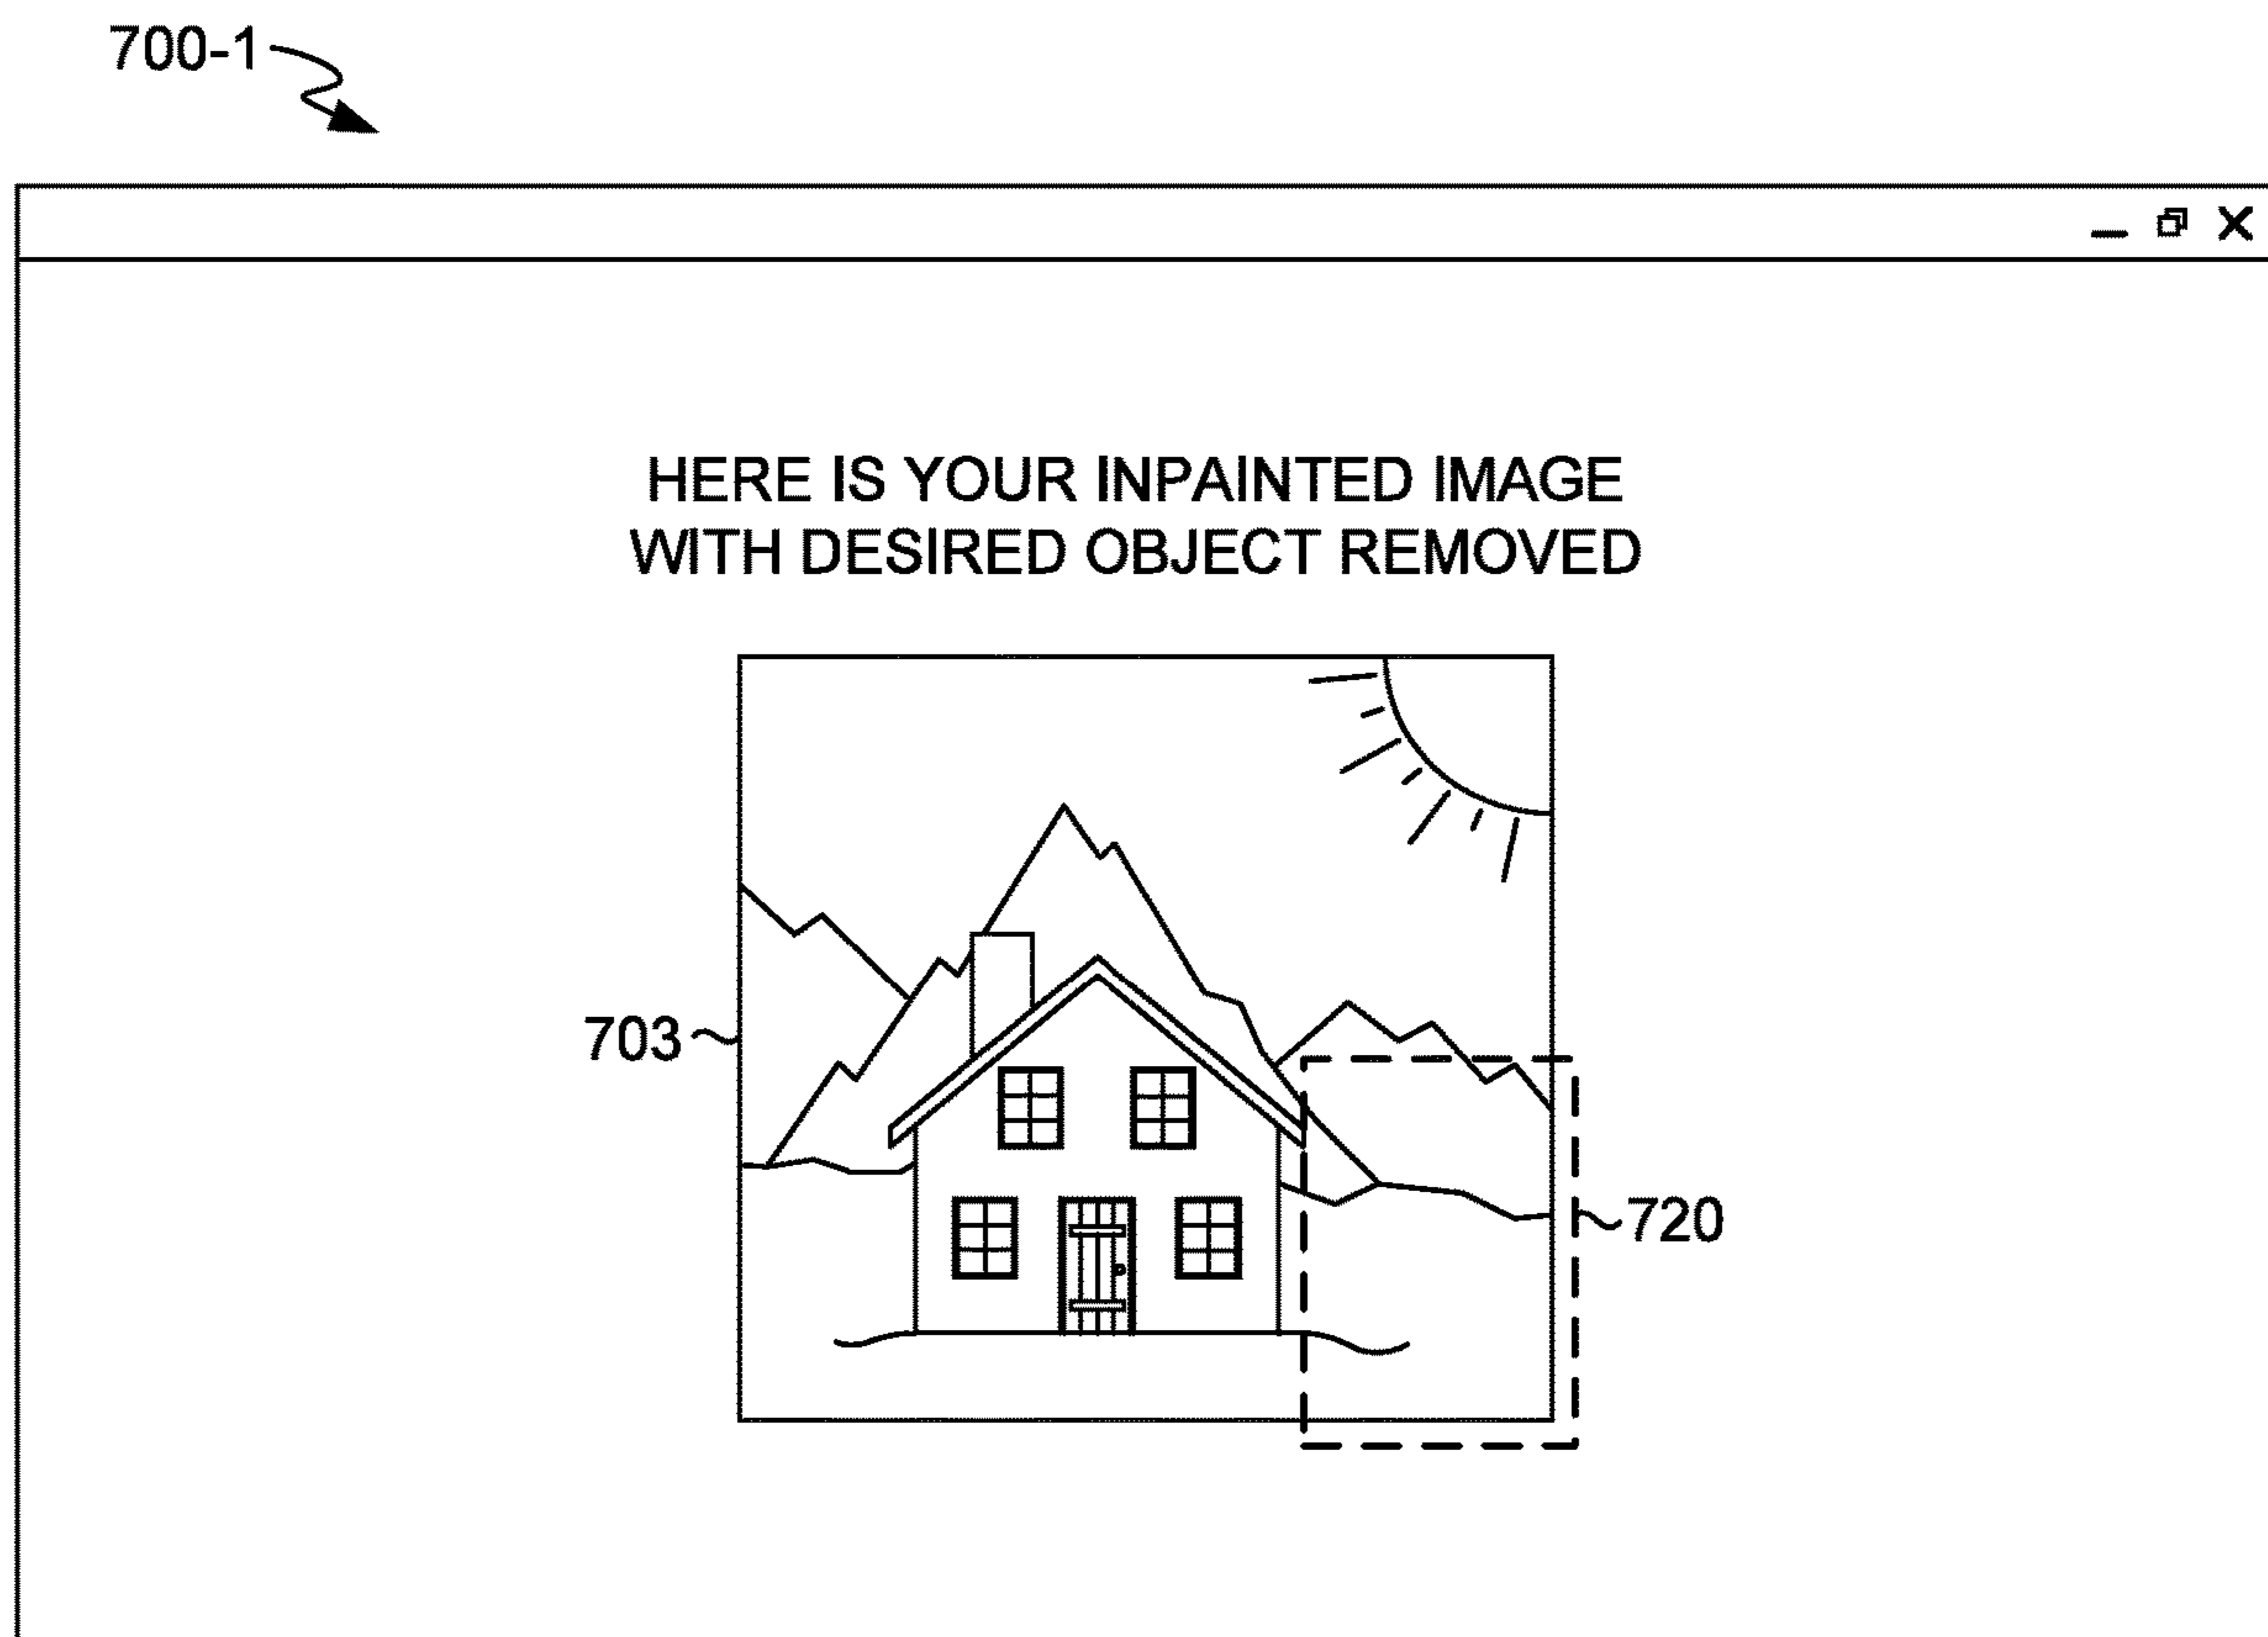 700-1
HERE IS YOUR INPAINTED IMAGE
WITH DESIRED OBJECT REMOVED
703
720